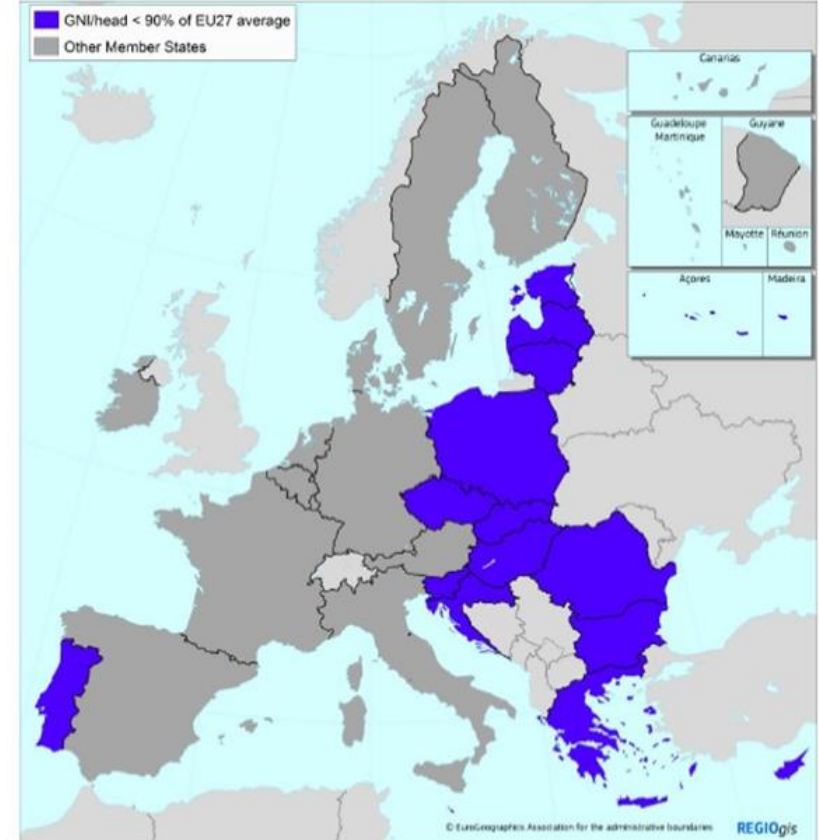 GNI/head < 90% of EU27 average
Other Member States
Canarias
Guadeloupe
Martinique
Guyane
Mayotte
Réunion
Açores
Madeira
© EuroGeographics Association for the administrative boundaries
REGIOgis